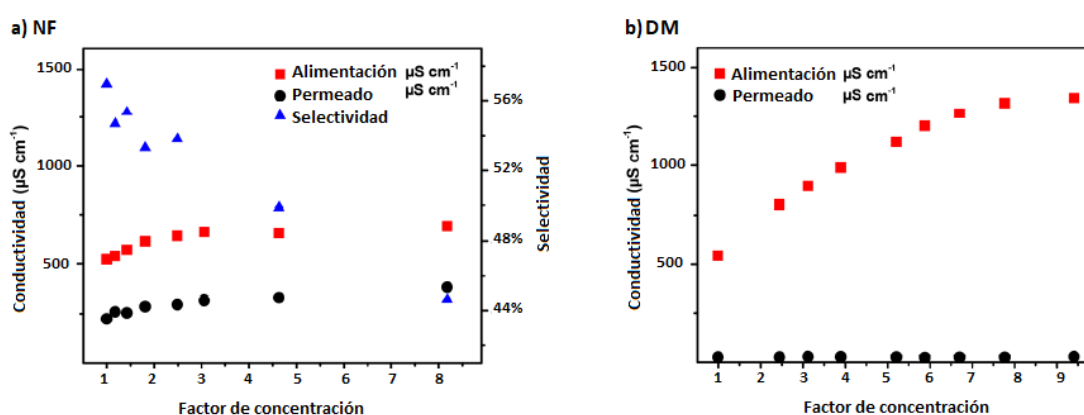 a) NF
1500
1000
500
Conductividad (µS cm⁻¹)
Alimentación µS cm⁻¹
Permeado µS cm⁻¹
Selectividad
56%
52%
48%
44%
Selectividad
1 2 3 4 5 6 7 8
Factor de concentración
b) DM
1500
1000
500
Conductividad (µS cm⁻¹)
Alimentación µS cm⁻¹
Permeado µS cm⁻¹
1 2 3 4 5 6 7 8 9
Factor de concentración